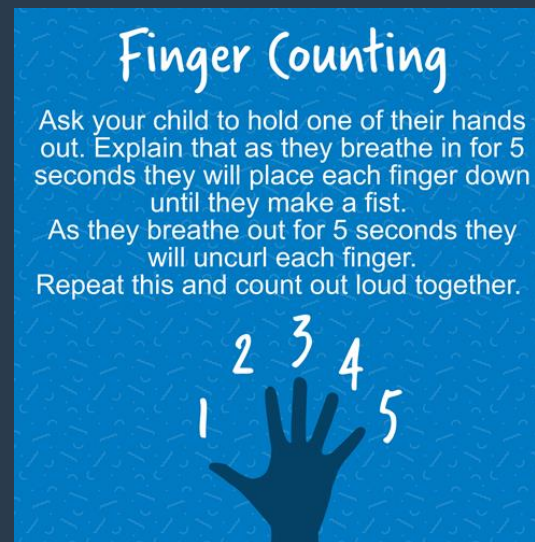 Finger Counting
Ask your child to hold one of their hands
out. Explain that as they breathe in for 5
seconds they will place each finger down
until they make a fist.
As they breathe out for 5 seconds they
will uncurl each finger.
Repeat this and count out loud together.
1 2 3 4 5